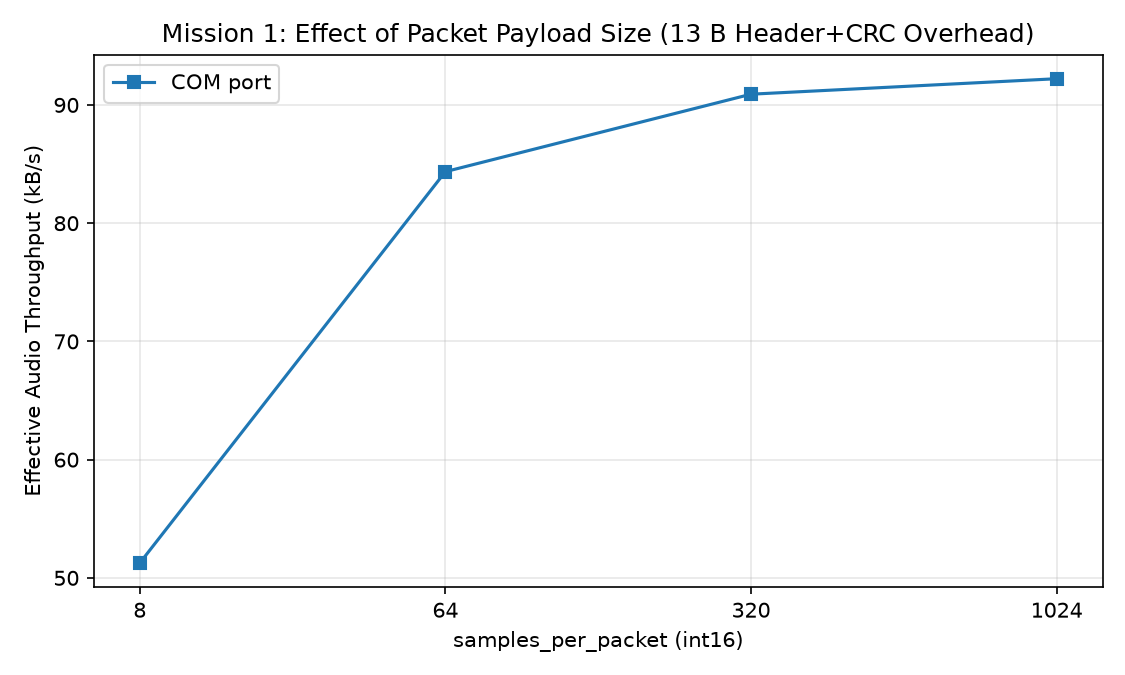 Mission 1: Effect of Packet Payload Size (13 B Header+CRC Overhead)
COM port
Effective Audio Throughput (kB/s)
90
80
70
60
50
8 64 320 1024
samples_per_packet (int16)